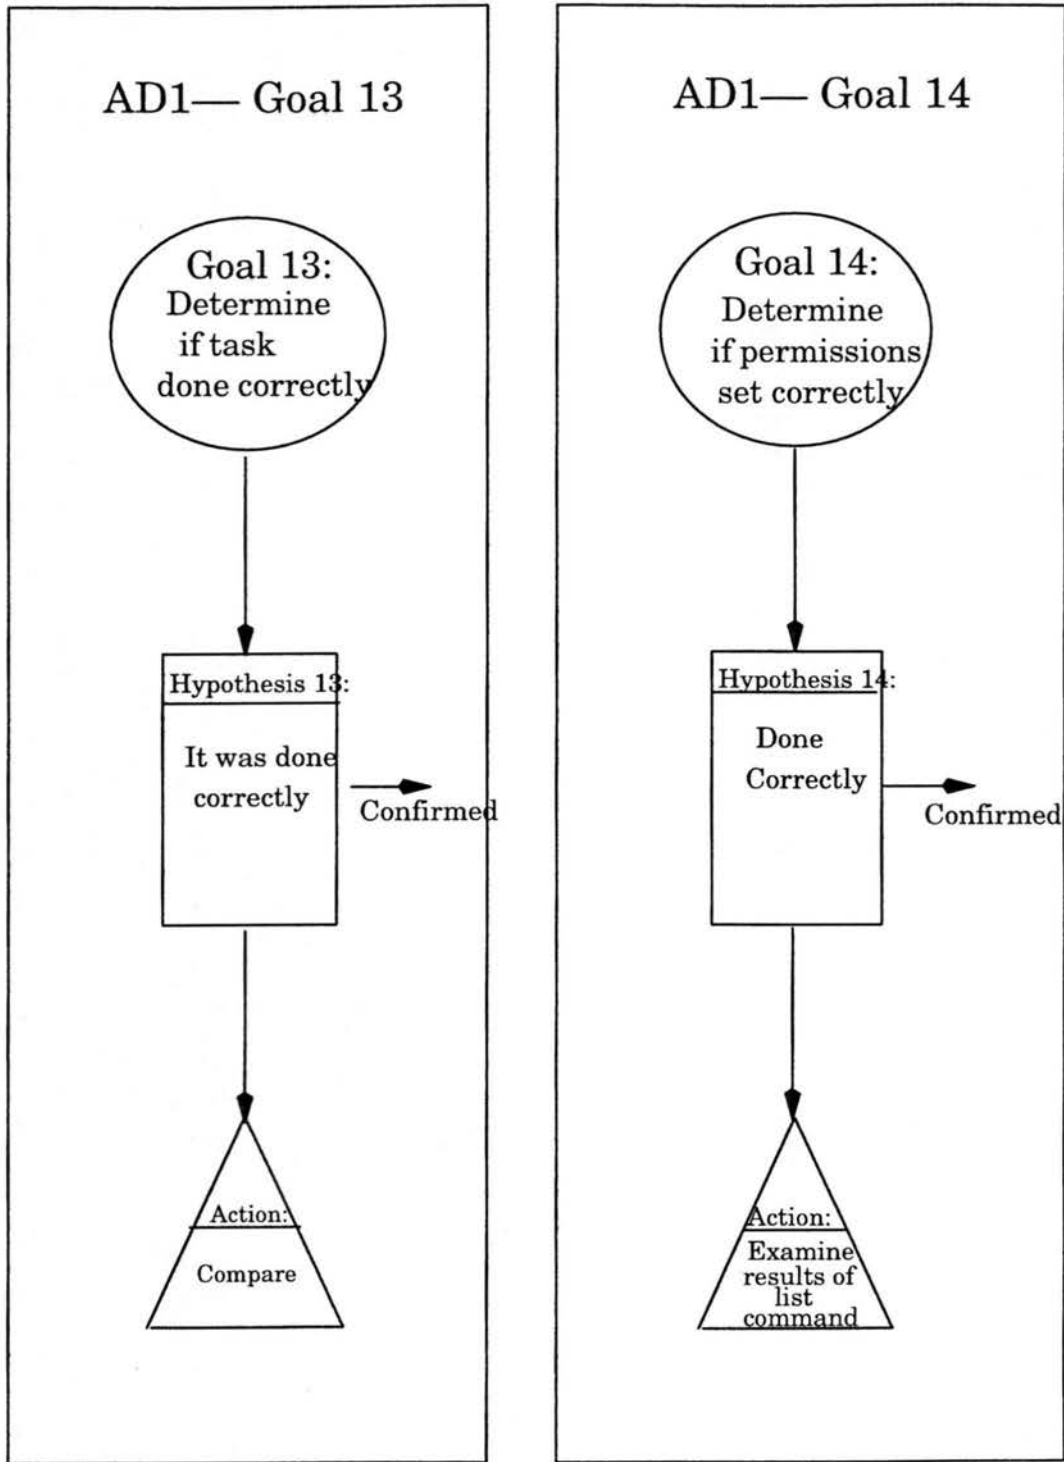 AD1— Goal 13
Goal 13:
Determine
if task
done correctly
Hypothesis 13:
It was done
correctly
Confirmed
Action:
Compare
AD1— Goal 14
Goal 14:
Determine
if permissions
set correctly
Hypothesis 14:
Done
Correctly
Confirmed
Action:
Examine
results of
list
command